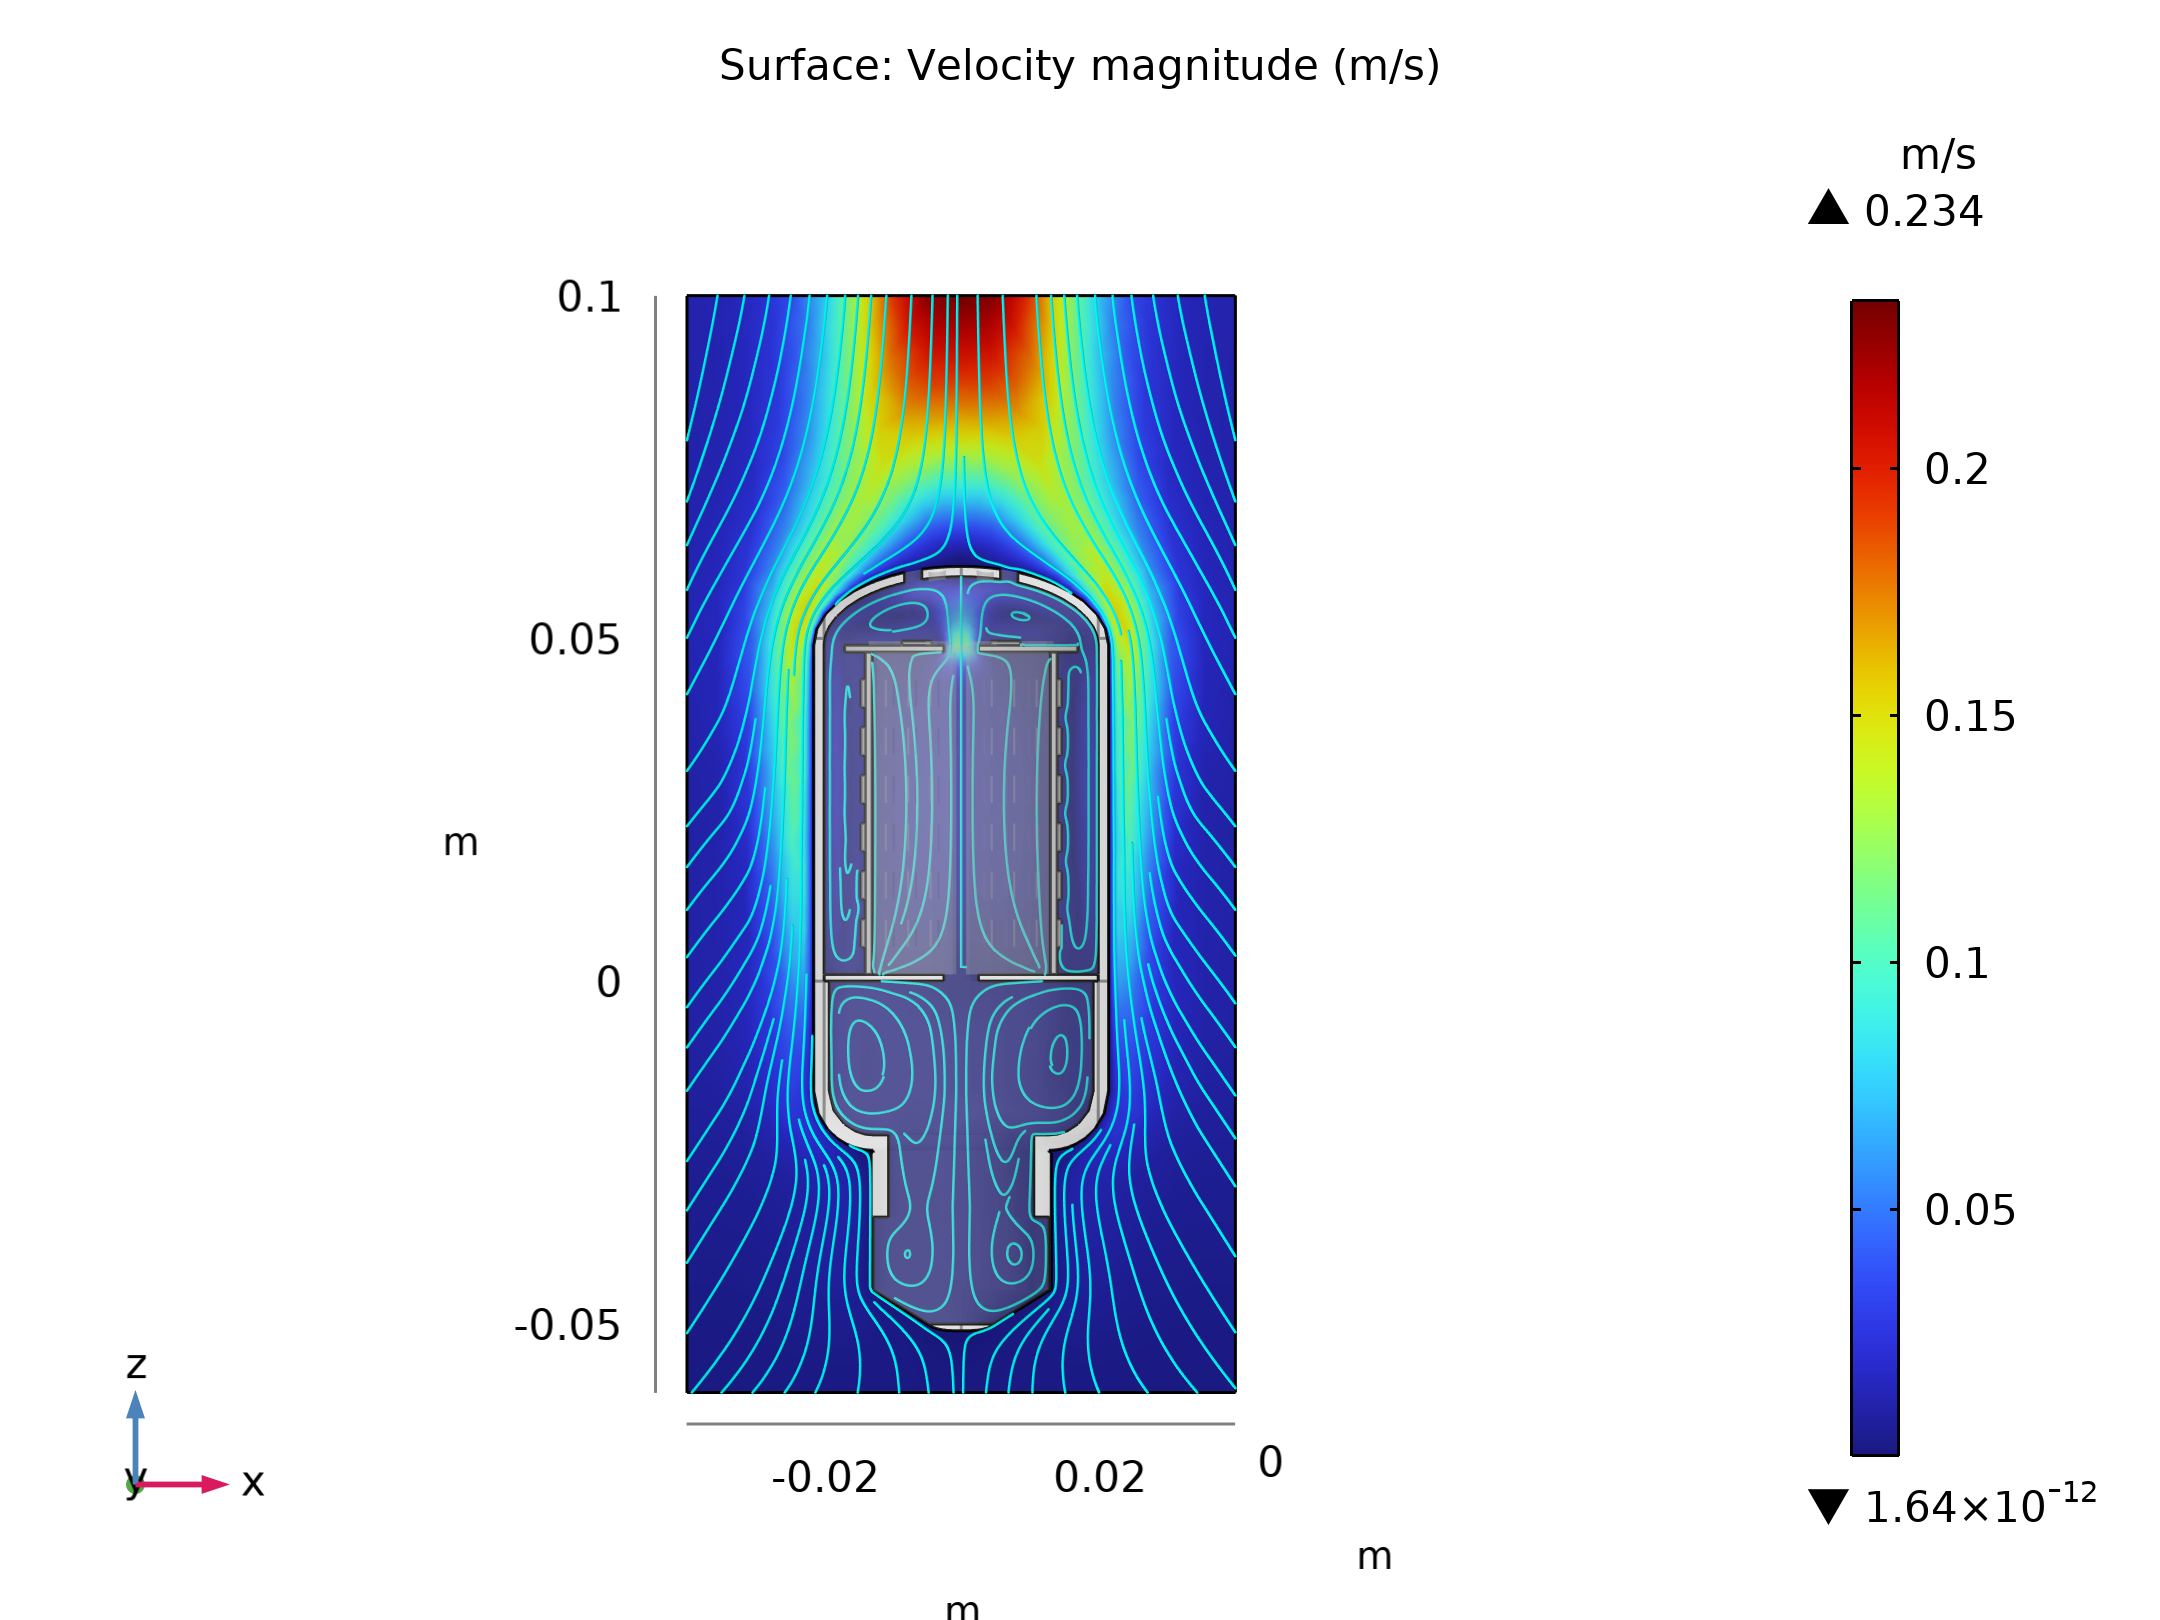 Surface: Velocity magnitude (m/s)
m/s
▲ 0.234
0.2
0.15
0.1
0.05
▼ 1.64×10⁻¹²
0.1
0.05
0
-0.05
m
-0.02
0.02
0
m
m
z
y
x